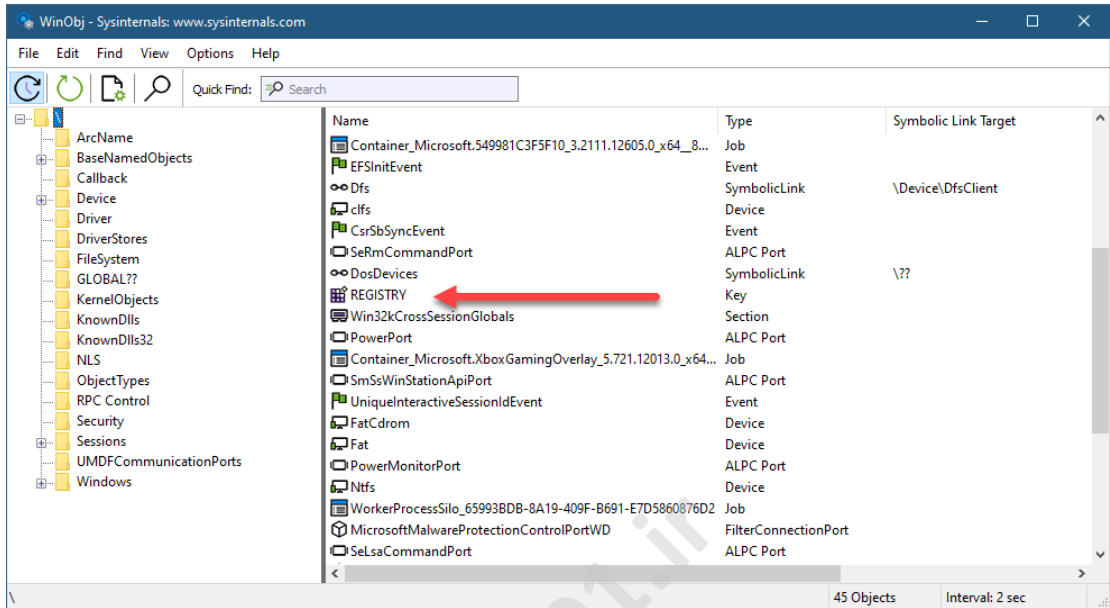 WinObj - Sysinternals: www.sysinternals.com
File Edit Find View Options Help
Quick Find: Search
\
ArcName
BaseNamedObjects
Callback
Device
Driver
DriverStores
FileSystem
GLOBAL??
KernelObjects
KnownDlls
KnownDlls32
NLS
ObjectTypes
RPC Control
Security
Sessions
UMDFCommunicationPorts
Windows
Name Type Symbolic Link Target
Container_Microsoft.549981C3F5F10_3.2111.12605.0_x64__8... Job
EFSInitEvent Event
Dfs SymbolicLink \Device\DfsClient
clfs Device
CsrSbSyncEvent Event
SeRmCommandPort ALPC Port
DosDevices SymbolicLink \??
REGISTRY Key
Win32kCrossSessionGlobals Section
PowerPort ALPC Port
Container_Microsoft.XboxGamingOverlay_5.721.12013.0_x64... Job
SmSsWinStationApiPort ALPC Port
UniqueInteractiveSessionIdEvent Event
FatCdrom Device
Fat Device
PowerMonitorPort ALPC Port
Ntfs Device
WorkerProcessSilo_65993BDB-8A19-409F-B691-E7D5860876D2 Job
MicrosoftMalwareProtectionControlPortWD FilterConnectionPort
SeLsaCommandPort ALPC Port
\ 45 Objects Interval: 2 sec